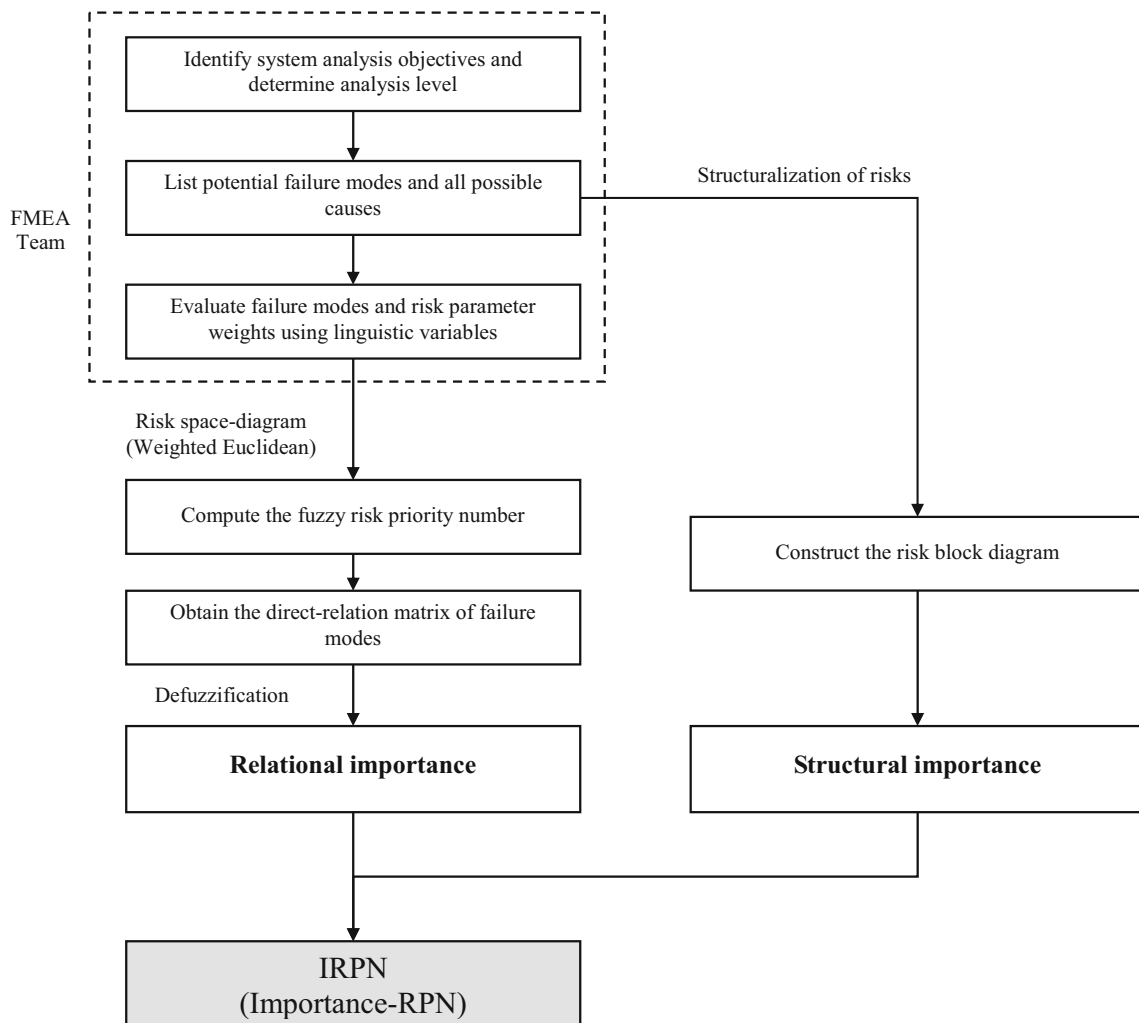 Identify system analysis objectives and
determine analysis level
List potential failure modes and all possible
causes
Structuralization of risks
FMEA
Team
Evaluate failure modes and risk parameter
weights using linguistic variables
Risk space-diagram
(Weighted Euclidean)
Compute the fuzzy risk priority number
Construct the risk block diagram
Obtain the direct-relation matrix of failure
modes
Defuzzification
Relational importance
Structural importance
IRPN
(Importance-RPN)